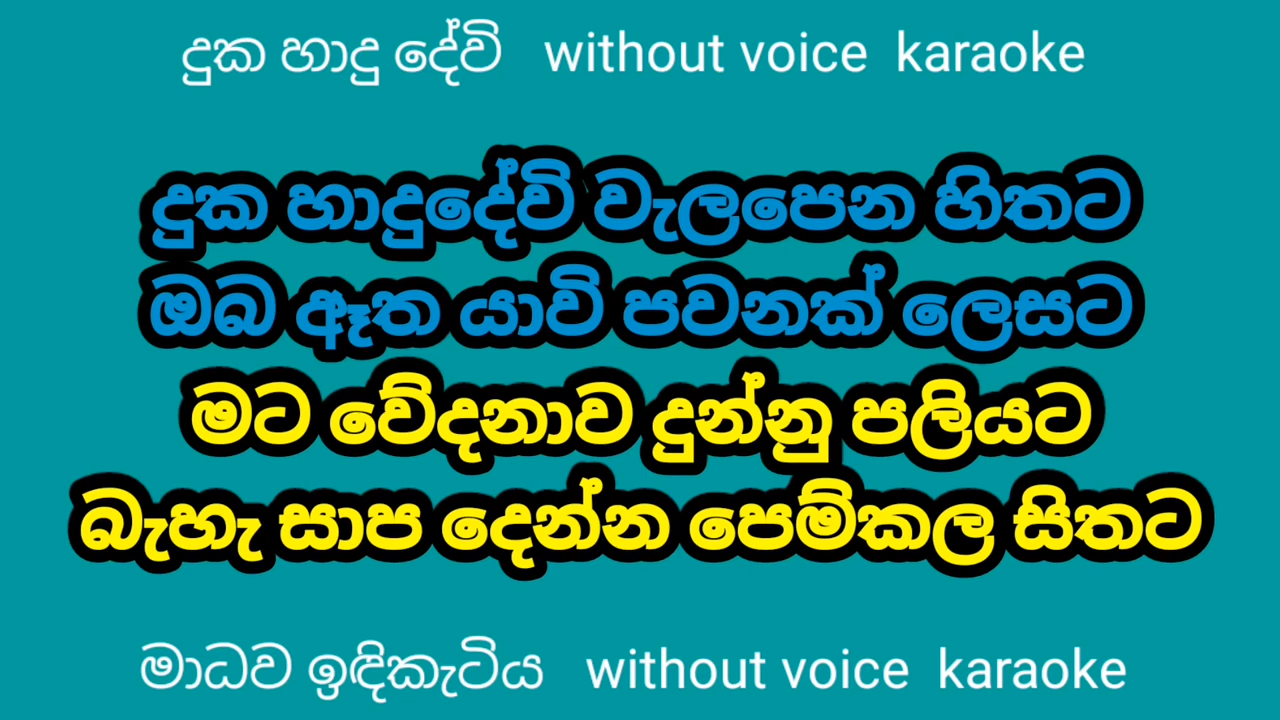 දුක හාදු දේවි without voice karaoke
දුක හාදුදේවි වැලපෙන හිතට
ඔබ ඈත යාවි පවනක් ලෙසට
මට වේදනාව දුන්නු පලියට
බැහැ සාප දෙන්න පෙම්කල සිතට
මාධව ඉඳිකැටිය without voice karaoke